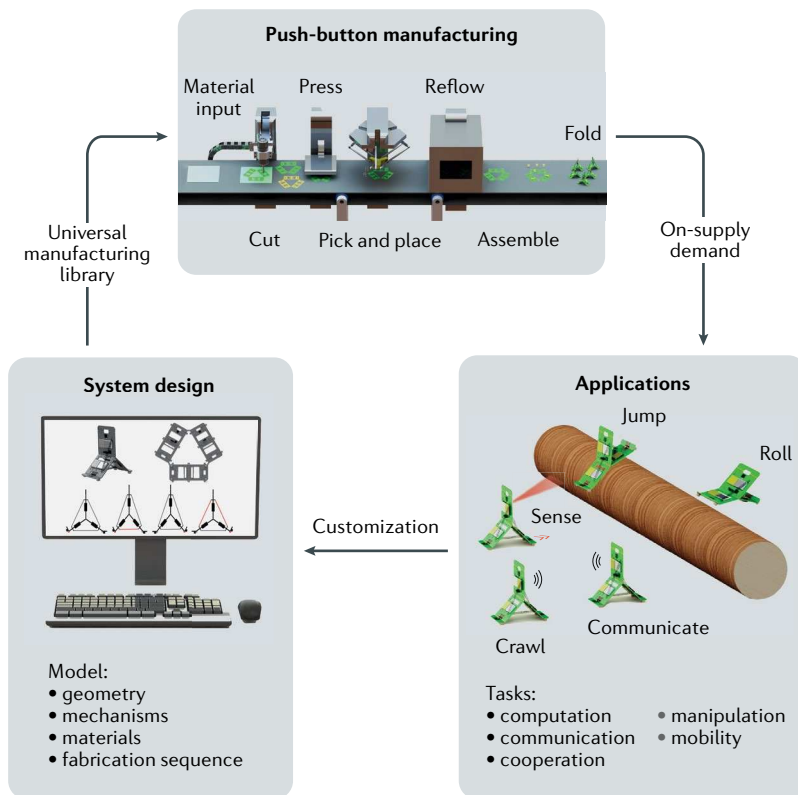 Push-button manufacturing
Material
input
Press
Reflow
Fold
Cut
Pick and place
Assemble
Universal
manufacturing
library
On-supply
demand
System design
Model:
• geometry
• mechanisms
• materials
• fabrication sequence
Customization
Applications
Jump
Roll
Sense
Crawl
Communicate
Tasks:
• computation
• communication
• cooperation
• manipulation
• mobility